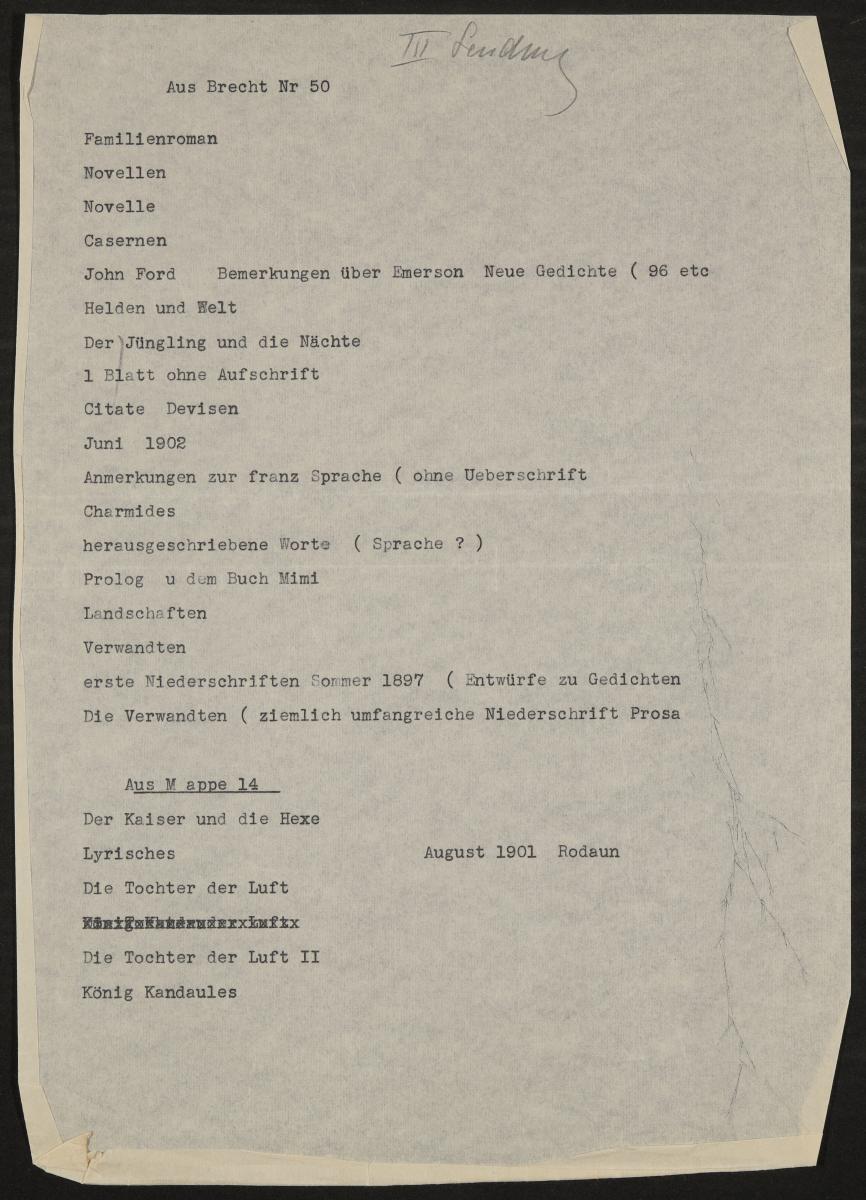 III Sendung
Aus Brecht Nr 50
Familienroman
Novellen
Novelle
Casernen
John Ford    Bemerkungen über Emerson  Neue Gedichte ( 96 etc
Helden und Welt
Der Jüngling und die Nächte
1 Blatt ohne Aufschrift
Citate  Devisen
Juni  1902
Anmerkungen zur franz Sprache ( ohne Ueberschrift
Charmides
herausgeschriebene Worte  ( Sprache ? )
Prolog  u dem Buch Mimi
Landschaften
Verwandten
erste Niederschriften Sommer 1897  ( Entwürfe zu Gedichten
Die Verwandten ( ziemlich umfangreiche Niederschrift Prosa
Aus M appe 14
Der Kaiser und die Hexe
Lyrisches    August 1901  Rodaun
Die Tochter der Luft
Die Tochter der Luft II
König Kandaules